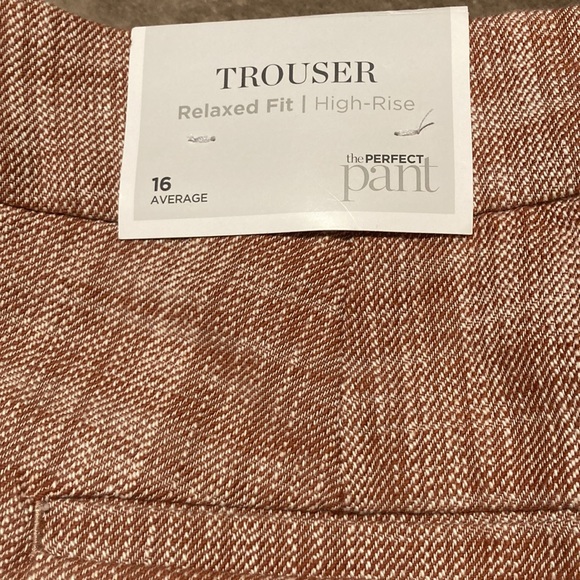 TROUSER
Relaxed Fit | High-Rise
the PERFECT
pant
16
AVERAGE